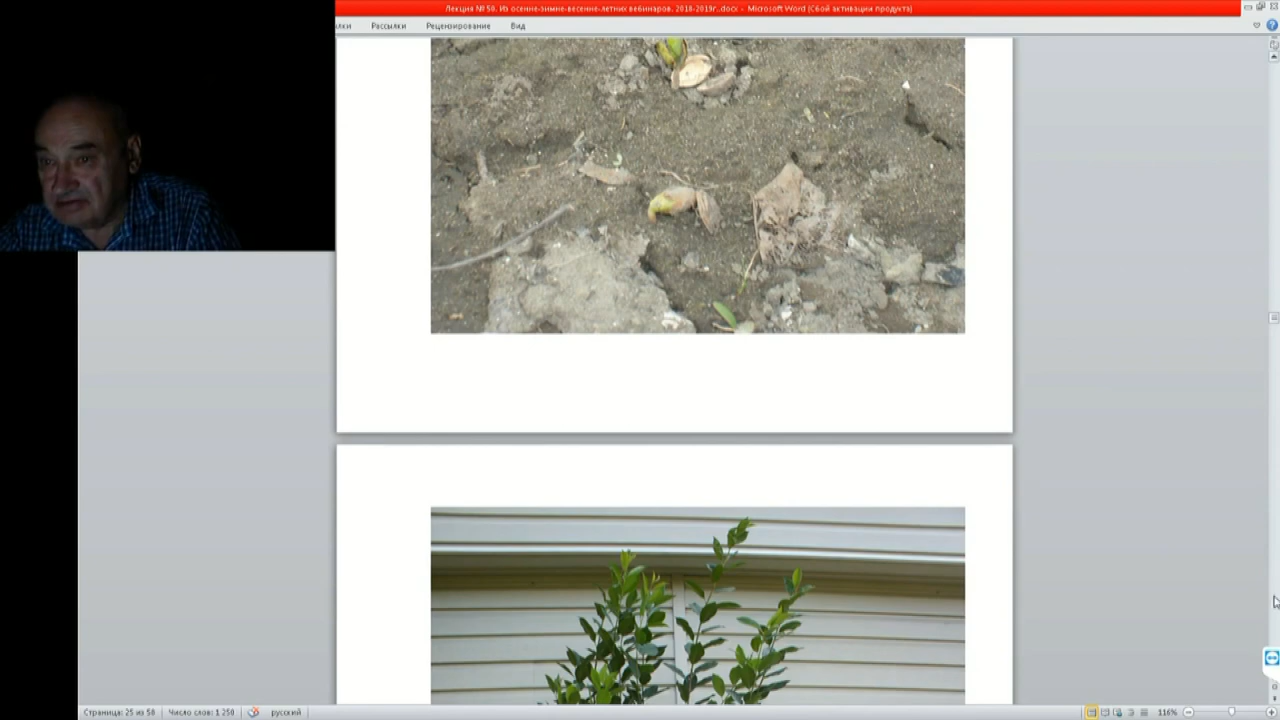 Лекция № 58. Из осенне-зимне-весенне-летних вебинаров. 2018-2019г..docx - Microsoft Word (Сбой активации продукта)
лки Рассылки Рецензирование Вид
Страница: 25 из 58 Число слов: 1 250 русский 116%